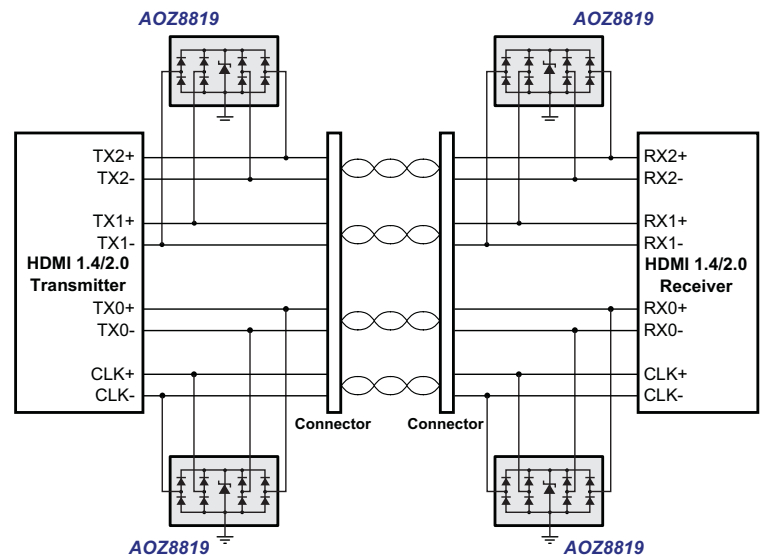 AOZ8819
AOZ8819
TX2+
TX2-
TX1+
TX1-
HDMI 1.4/2.0
Transmitter
TX0+
TX0-
CLK+
CLK-
RX2+
RX2-
RX1+
RX1-
HDMI 1.4/2.0
Receiver
RX0+
RX0-
CLK+
CLK-
Connector
Connector
AOZ8819
AOZ8819